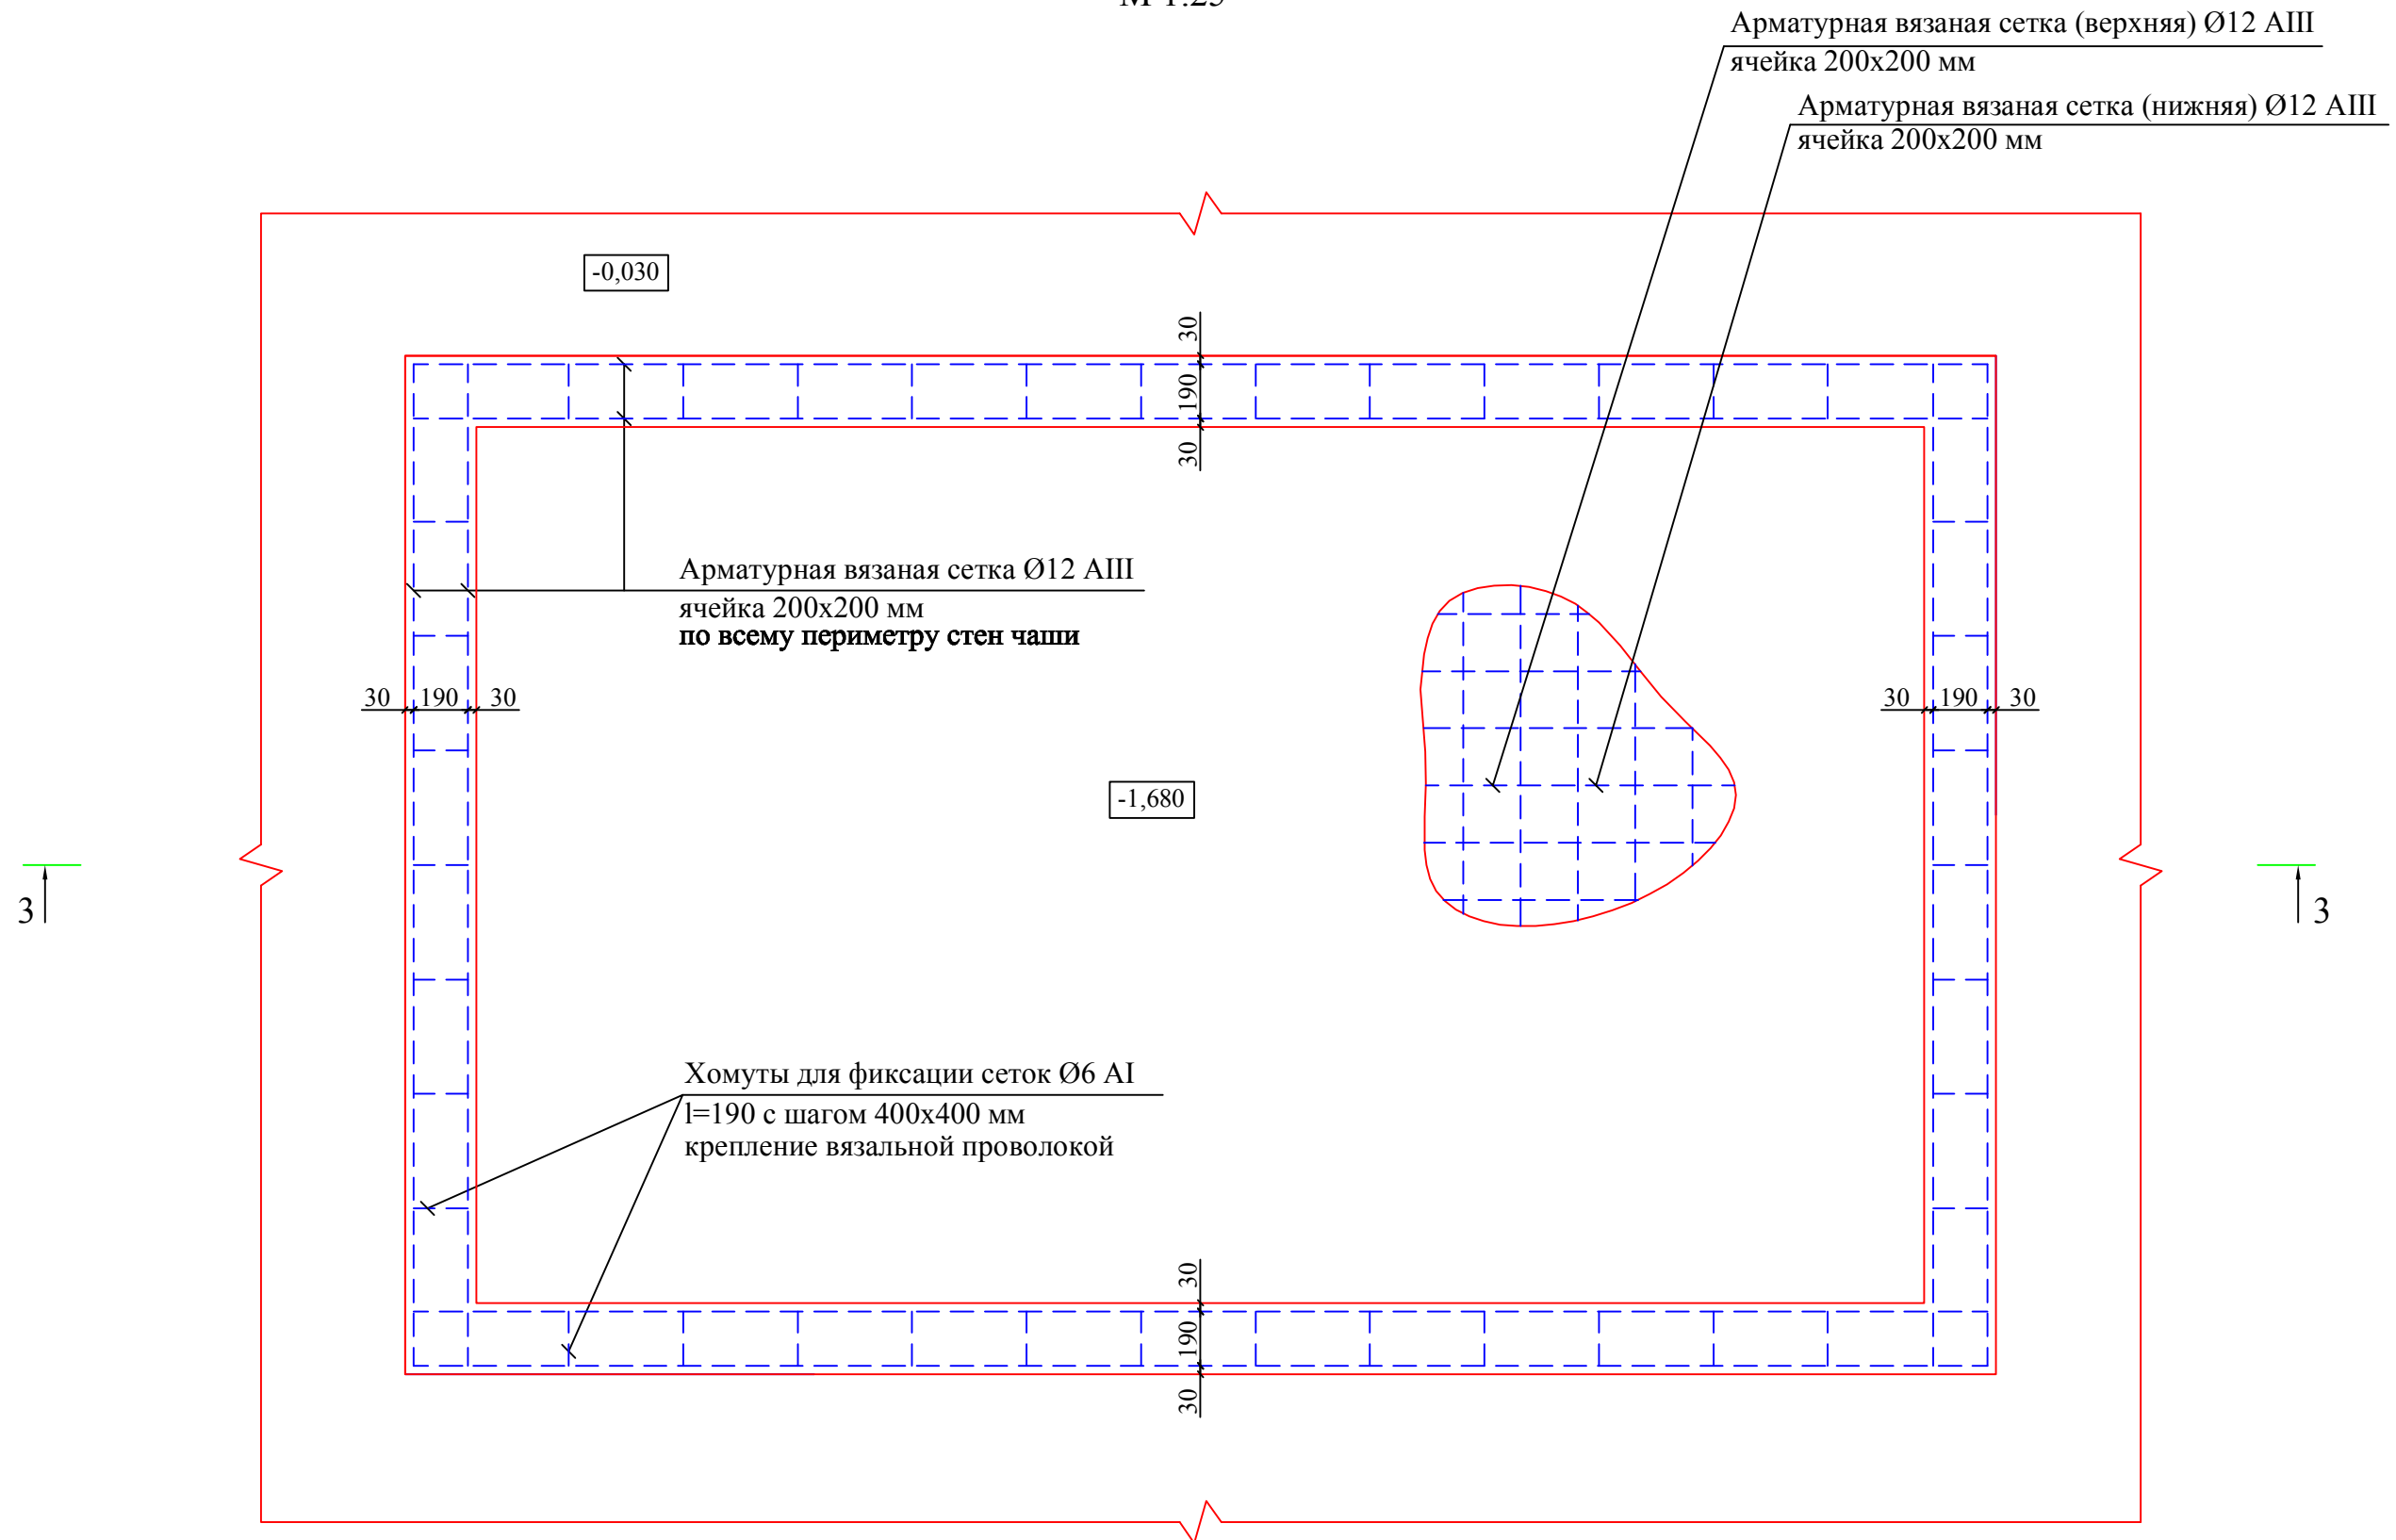 М 1:25
Арматурная вязаная сетка (верхняя) Ø12 АIII
ячейка 200х200 мм
Арматурная вязаная сетка (нижняя) Ø12 АIII
ячейка 200х200 мм
-0,030
30
190
30
Арматурная вязаная сетка Ø12 АIII
ячейка 200х200 мм
по всему периметру стен чаши
30 190 30
30 190 30
-1,680
3
3
Хомуты для фиксации сеток Ø6 АI
l=190 с шагом 400х400 мм
крепление вязальной проволокой
30
190
30